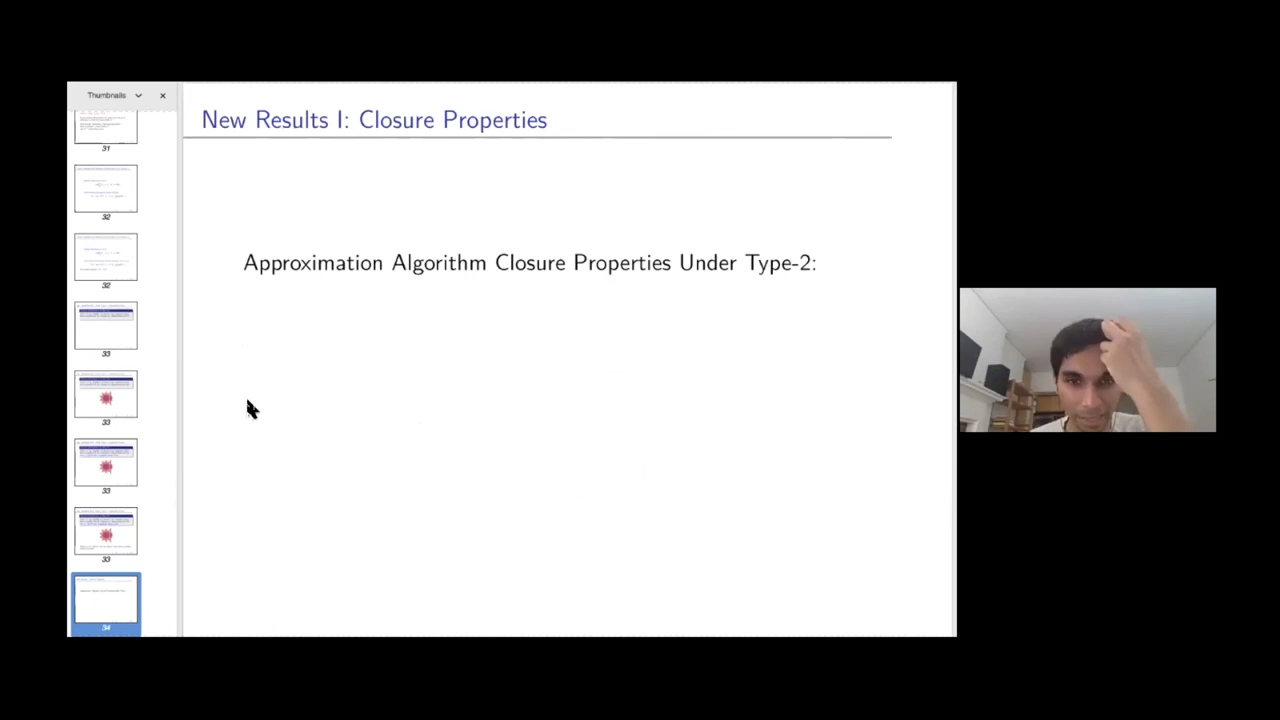 Thumbnails
New Results I: Closure Properties
31
Approximation Algorithm Closure Properties Under Type-2:
32
32
33
33
33
33
34